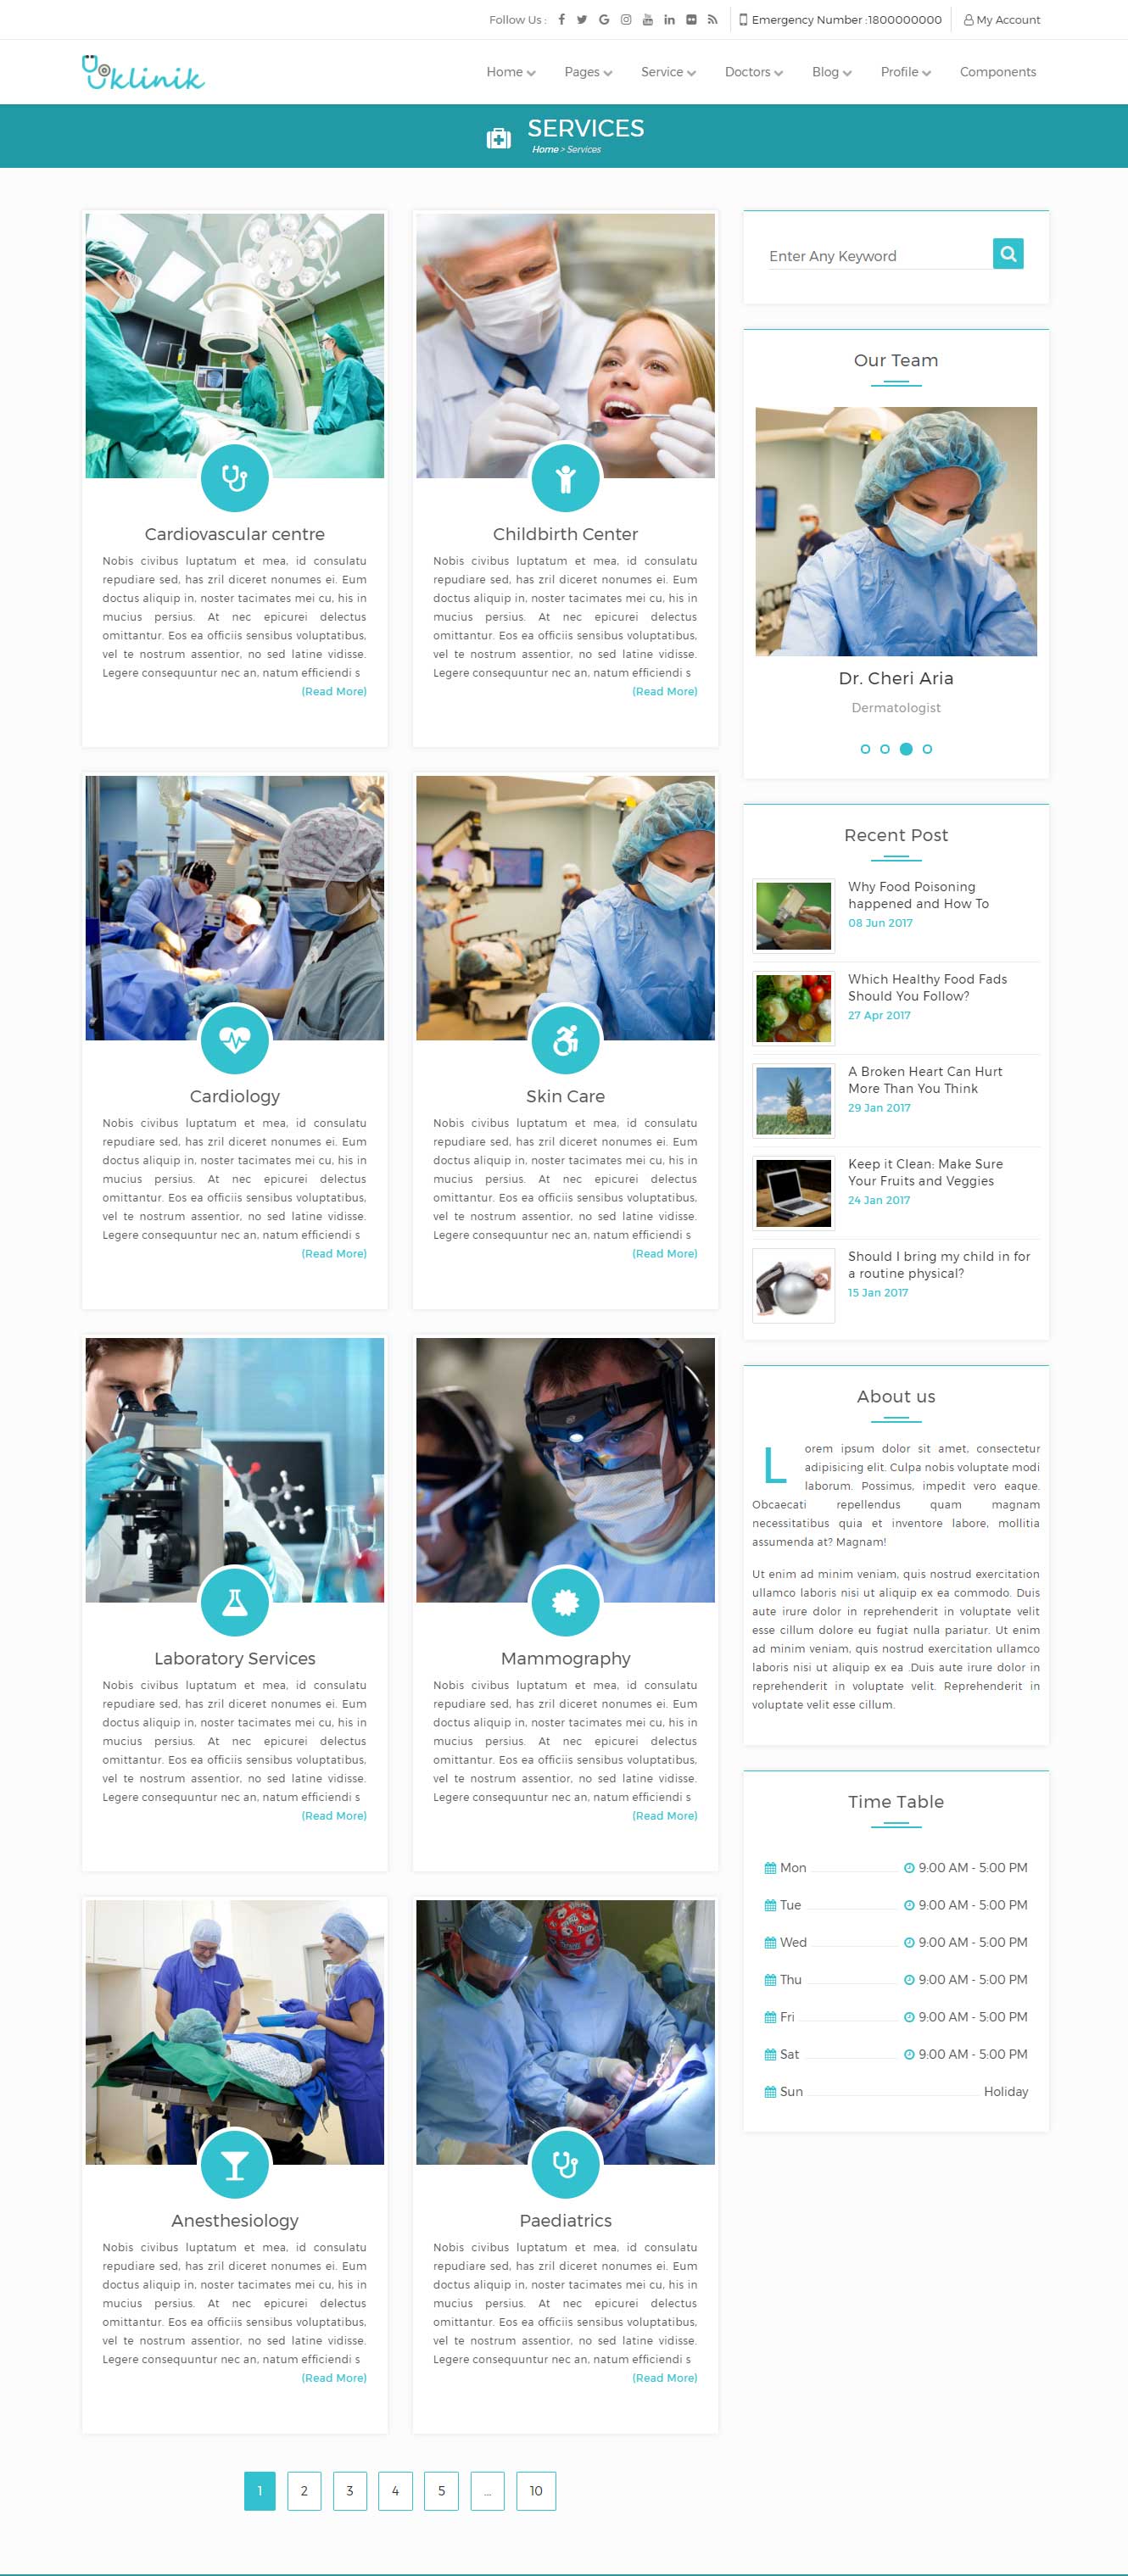 Follow Us :
Emergency Number :1800000000
My Account
klinik
Home
Pages
Service
Doctors
Blog
Profile
Components
SERVICES
Home > Services
Cardiovascular centre
Nobis civibus luptatum et mea, id consulatu
repudiare sed, has zril diceret nonumes ei. Eum
doctus aliquip in, noster tacimates mei cu, his in
mucius persius. At nec epicurei delectus
omittantur. Eos ea officiis sensibus voluptatibus,
vel te nostrum assentior, no sed latine vidisse.
Legere consequuntur nec an, natum efficiendi s
(Read More)
Childbirth Center
Nobis civibus luptatum et mea, id consulatu
repudiare sed, has zril diceret nonumes ei. Eum
doctus aliquip in, noster tacimates mei cu, his in
mucius persius. At nec epicurei delectus
omittantur. Eos ea officiis sensibus voluptatibus,
vel te nostrum assentior, no sed latine vidisse.
Legere consequuntur nec an, natum efficiendi s
(Read More)
Cardiology
Nobis civibus luptatum et mea, id consulatu
repudiare sed, has zril diceret nonumes ei. Eum
doctus aliquip in, noster tacimates mei cu, his in
mucius persius. At nec epicurei delectus
omittantur. Eos ea officiis sensibus voluptatibus,
vel te nostrum assentior, no sed latine vidisse.
Legere consequuntur nec an, natum efficiendi s
(Read More)
Skin Care
Nobis civibus luptatum et mea, id consulatu
repudiare sed, has zril diceret nonumes ei. Eum
doctus aliquip in, noster tacimates mei cu, his in
mucius persius. At nec epicurei delectus
omittantur. Eos ea officiis sensibus voluptatibus,
vel te nostrum assentior, no sed latine vidisse.
Legere consequuntur nec an, natum efficiendi s
(Read More)
Laboratory Services
Nobis civibus luptatum et mea, id consulatu
repudiare sed, has zril diceret nonumes ei. Eum
doctus aliquip in, noster tacimates mei cu, his in
mucius persius. At nec epicurei delectus
omittantur. Eos ea officiis sensibus voluptatibus,
vel te nostrum assentior, no sed latine vidisse.
Legere consequuntur nec an, natum efficiendi s
(Read More)
Mammography
Nobis civibus luptatum et mea, id consulatu
repudiare sed, has zril diceret nonumes ei. Eum
doctus aliquip in, noster tacimates mei cu, his in
mucius persius. At nec epicurei delectus
omittantur. Eos ea officiis sensibus voluptatibus,
vel te nostrum assentior, no sed latine vidisse.
Legere consequuntur nec an, natum efficiendi s
(Read More)
Anesthesiology
Nobis civibus luptatum et mea, id consulatu
repudiare sed, has zril diceret nonumes ei. Eum
doctus aliquip in, noster tacimates mei cu, his in
mucius persius. At nec epicurei delectus
omittantur. Eos ea officiis sensibus voluptatibus,
vel te nostrum assentior, no sed latine vidisse.
Legere consequuntur nec an, natum efficiendi s
(Read More)
Paediatrics
Nobis civibus luptatum et mea, id consulatu
repudiare sed, has zril diceret nonumes ei. Eum
doctus aliquip in, noster tacimates mei cu, his in
mucius persius. At nec epicurei delectus
omittantur. Eos ea officiis sensibus voluptatibus,
vel te nostrum assentior, no sed latine vidisse.
Legere consequuntur nec an, natum efficiendi s
(Read More)
1 2 3 4 5 ... 10
Enter Any Keyword
Our Team
Dr. Cheri Aria
Dermatologist
Recent Post
Why Food Poisoning
happened and How To
08 Jun 2017
Which Healthy Food Fads
Should You Follow?
27 Apr 2017
A Broken Heart Can Hurt
More Than You Think
29 Jan 2017
Keep it Clean: Make Sure
Your Fruits and Veggies
24 Jan 2017
Should I bring my child in for
a routine physical?
15 Jan 2017
About us
Lorem ipsum dolor sit amet, consectetur
adipisicing elit. Culpa nobis voluptate modi
laborum. Possimus, impedit vero eaque.
Obcaecati repellendus quam magnam
necessitatibus quia et inventore labore, mollitia
assumenda at? Magnam!
Ut enim ad minim veniam, quis nostrud exercitation
ullamco laboris nisi ut aliquip ex ea commodo. Duis
aute irure dolor in reprehenderit in voluptate velit
esse cillum dolore eu fugiat nulla pariatur. Ut enim
ad minim veniam, quis nostrud exercitation ullamco
laboris nisi ut aliquip ex ea .Duis aute irure dolor in
reprehenderit in voluptate velit. Reprehenderit in
voluptate velit esse cillum.
Time Table
Mon 9:00 AM - 5:00 PM
Tue 9:00 AM - 5:00 PM
Wed 9:00 AM - 5:00 PM
Thu 9:00 AM - 5:00 PM
Fri 9:00 AM - 5:00 PM
Sat 9:00 AM - 5:00 PM
Sun Holiday